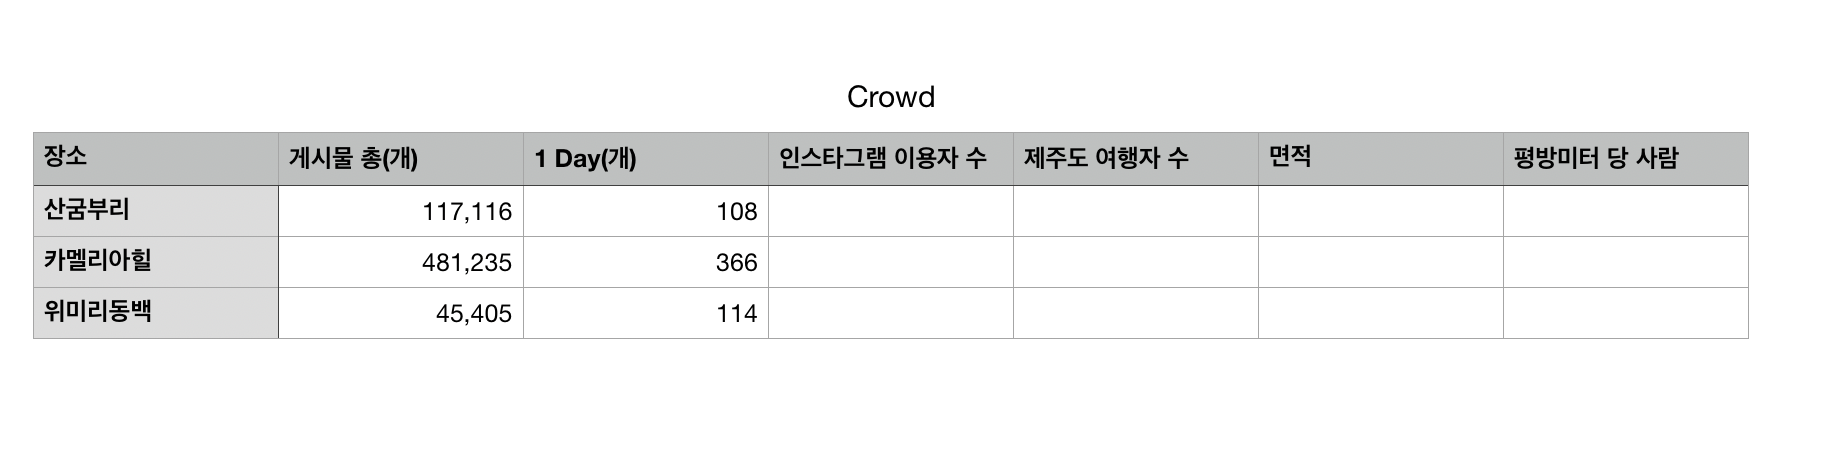 Crowd
장소 게시물 총(개) 1 Day(개) 인스타그램 이용자 수 제주도 여행자 수 면적 평방미터 당 사람
산굼부리 117,116 108
카멜리아힐 481,235 366
위미리동백 45,405 114